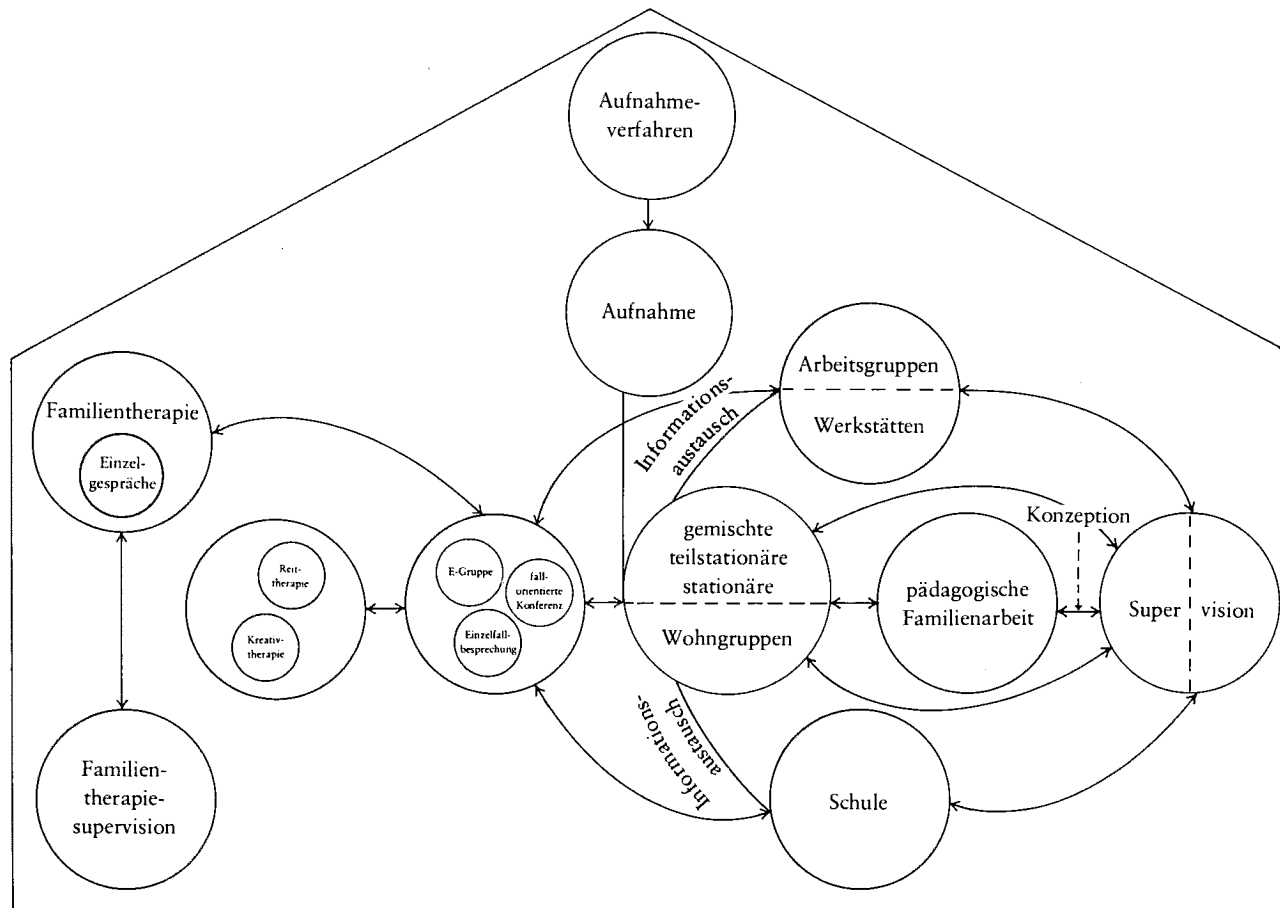 Aufnahme-
verfahren
Aufnahme
Arbeitsgruppen
Werkstätten
Informations-
austausch
Familientherapie
Einzel-
gespräche
Reit-
therapie
Kreativ-
therapie
E-Gruppe
fall-
orientierte
Konferenz
Einzelfall
besprechung
gemischte
teilstationäre
stationäre
Wohngruppen
pädagogische
Familienarbeit
Konzeption
Super vision
Informations-
austausch
Familien-
therapie-
supervision
Schule